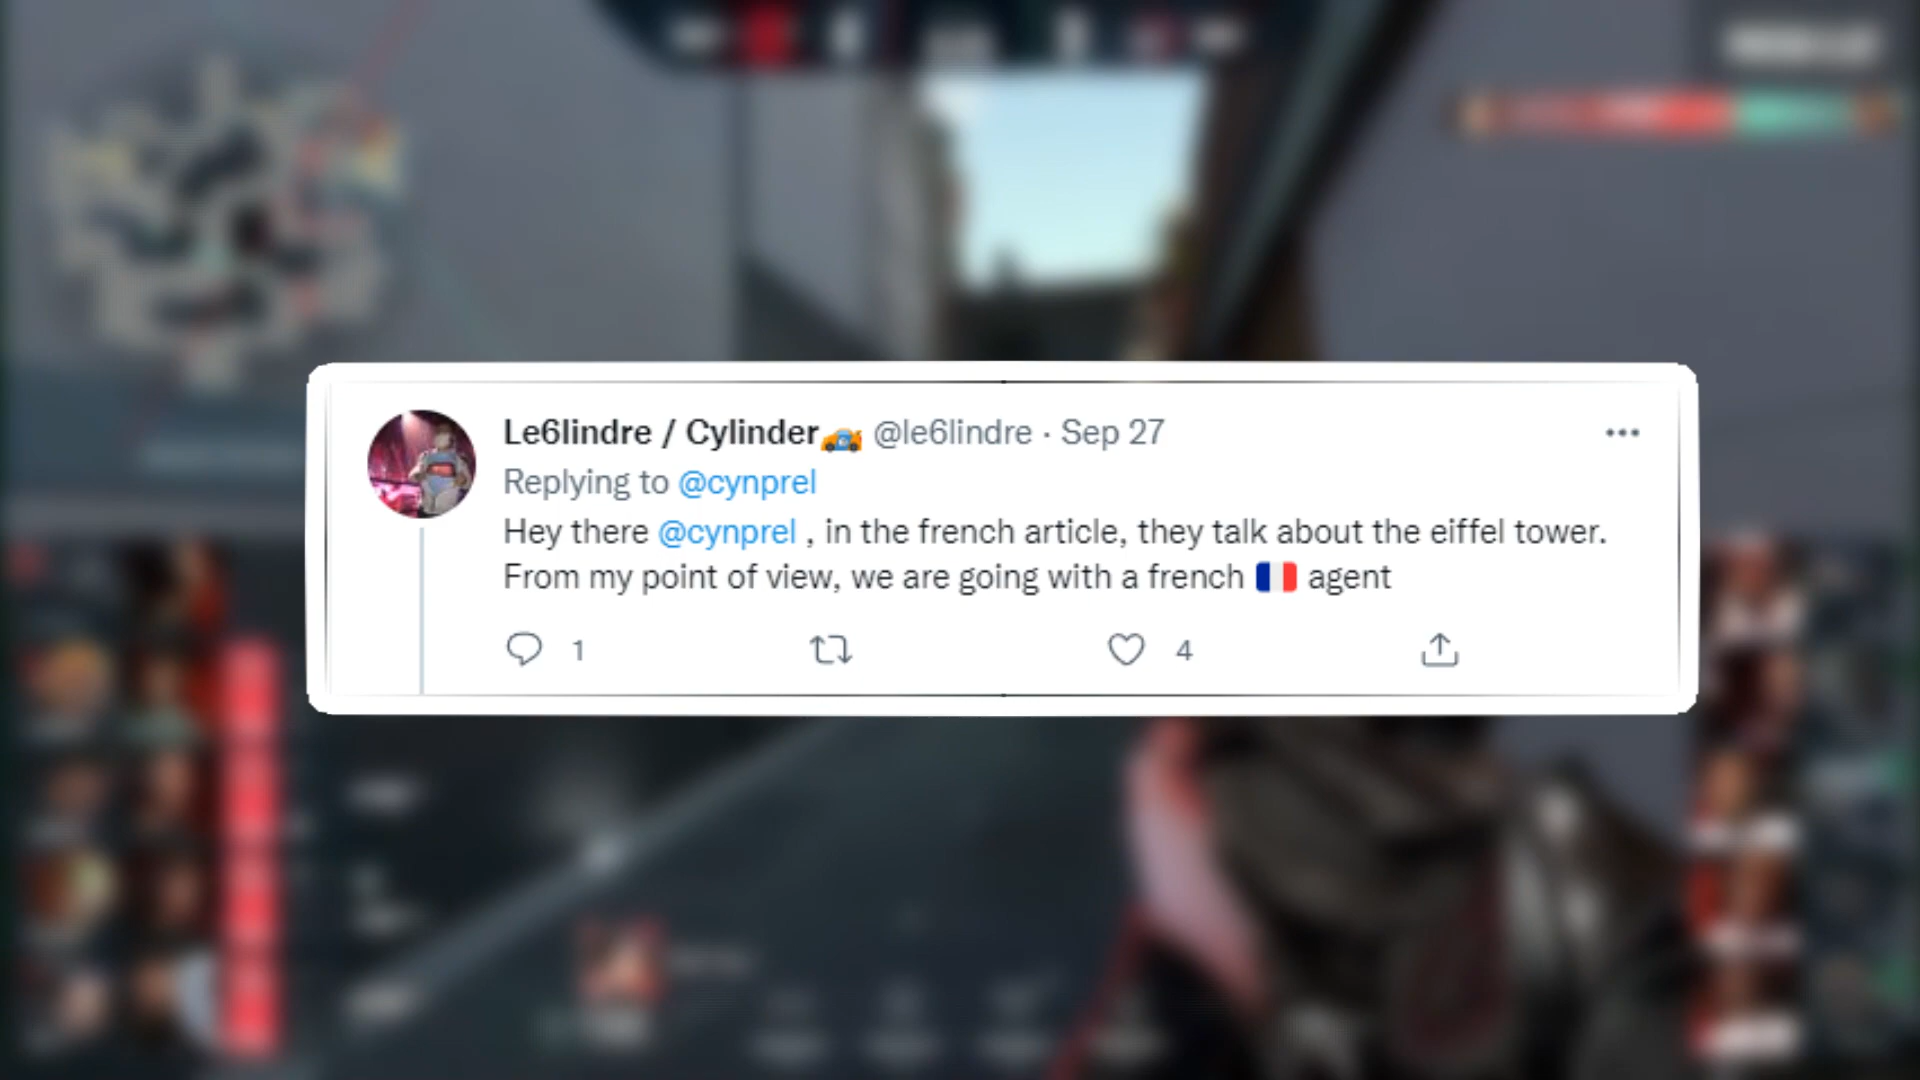 Le6lindre / Cylinder @le6lindre · Sep 27
Replying to @cynprel
Hey there @cynprel , in the french article, they talk about the eiffel tower.
From my point of view, we are going with a french 🇫🇷 agent
1 4